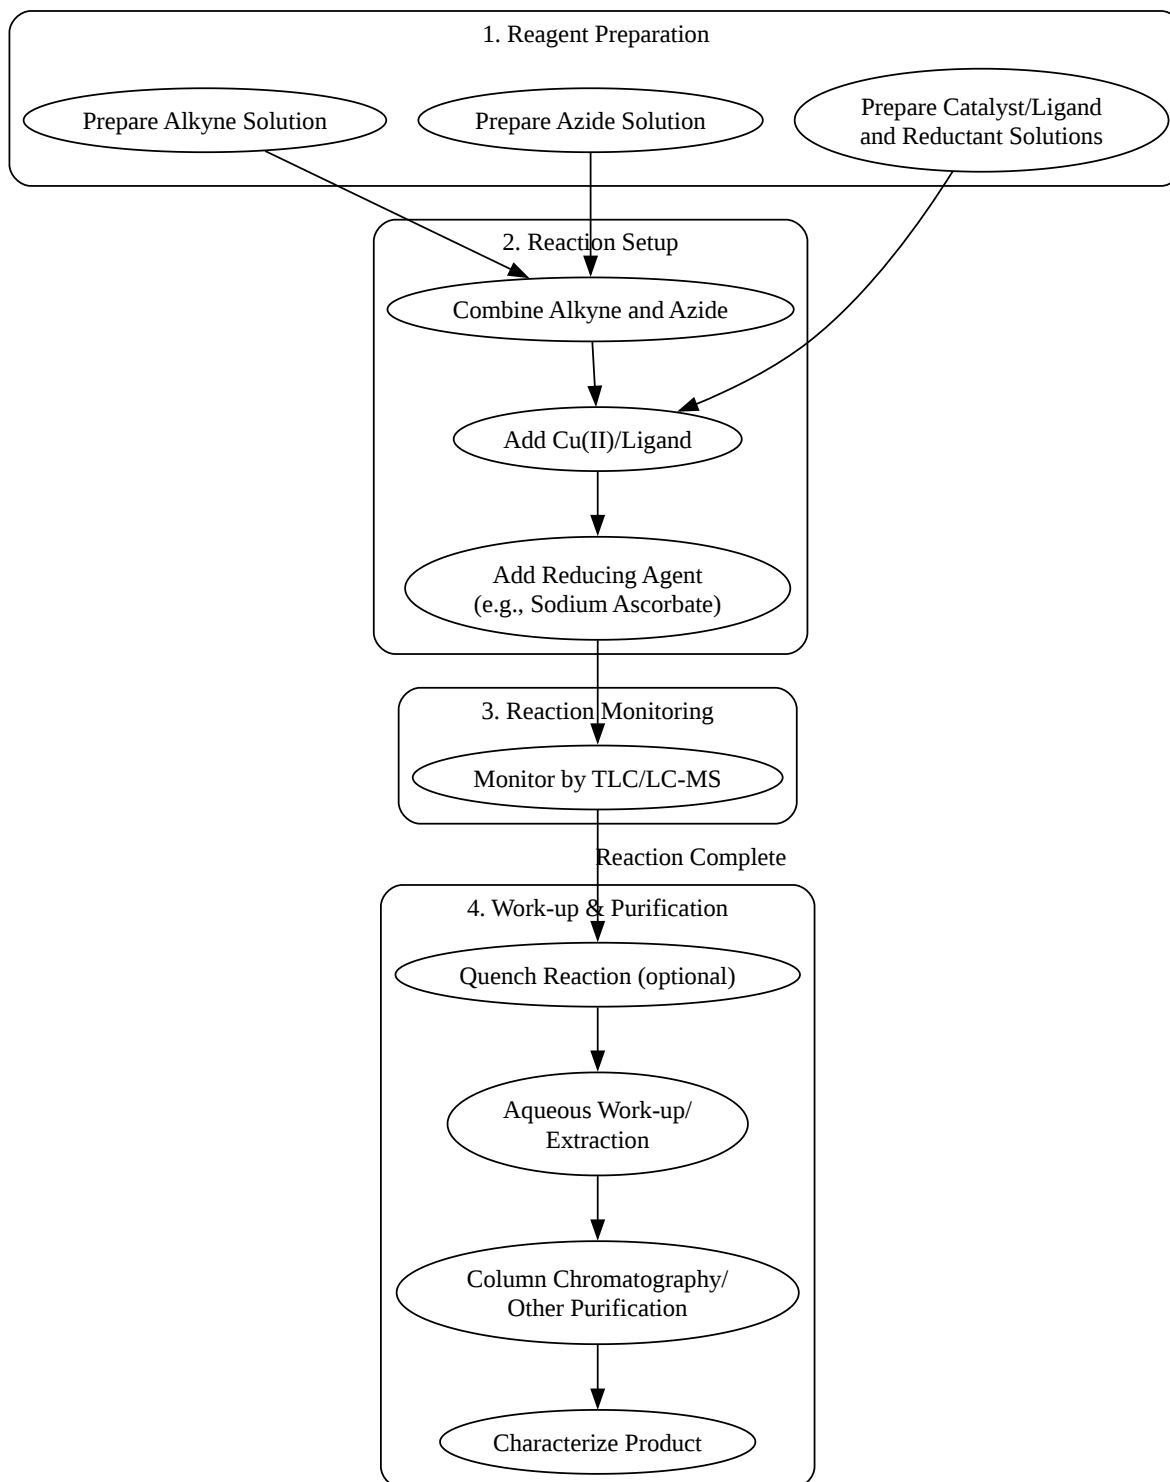 1. Reagent Preparation
Prepare Alkyne Solution
Prepare Azide Solution
Prepare Catalyst/Ligand
and Reductant Solutions
2. Reaction Setup
Combine Alkyne and Azide
Add Cu(II)/Ligand
Add Reducing Agent
(e.g., Sodium Ascorbate)
3. Reaction Monitoring
Monitor by TLC/LC-MS
Reaction Complete
4. Work-up & Purification
Quench Reaction (optional)
Aqueous Work-up/
Extraction
Column Chromatography/
Other Purification
Characterize Product